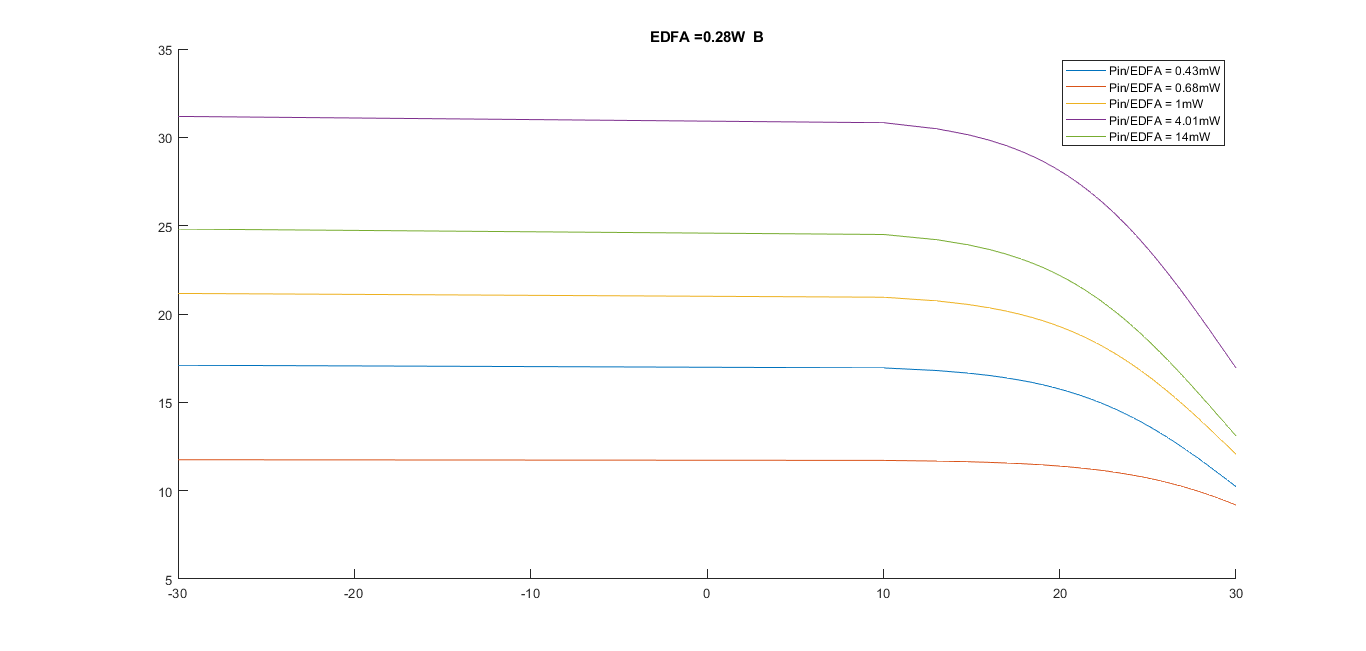 EDFA =0.28W B
35
30
25
20
15
10
5
-30
-20
-10
0
10
20
30
Pin/EDFA = 0.43mW
Pin/EDFA = 0.68mW
Pin/EDFA = 1mW
Pin/EDFA = 4.01mW
Pin/EDFA = 14mW